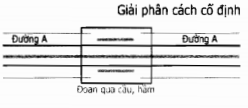 Giải phân cách cố định
Đường A Đường A
Đoạn qua cầu, hầm